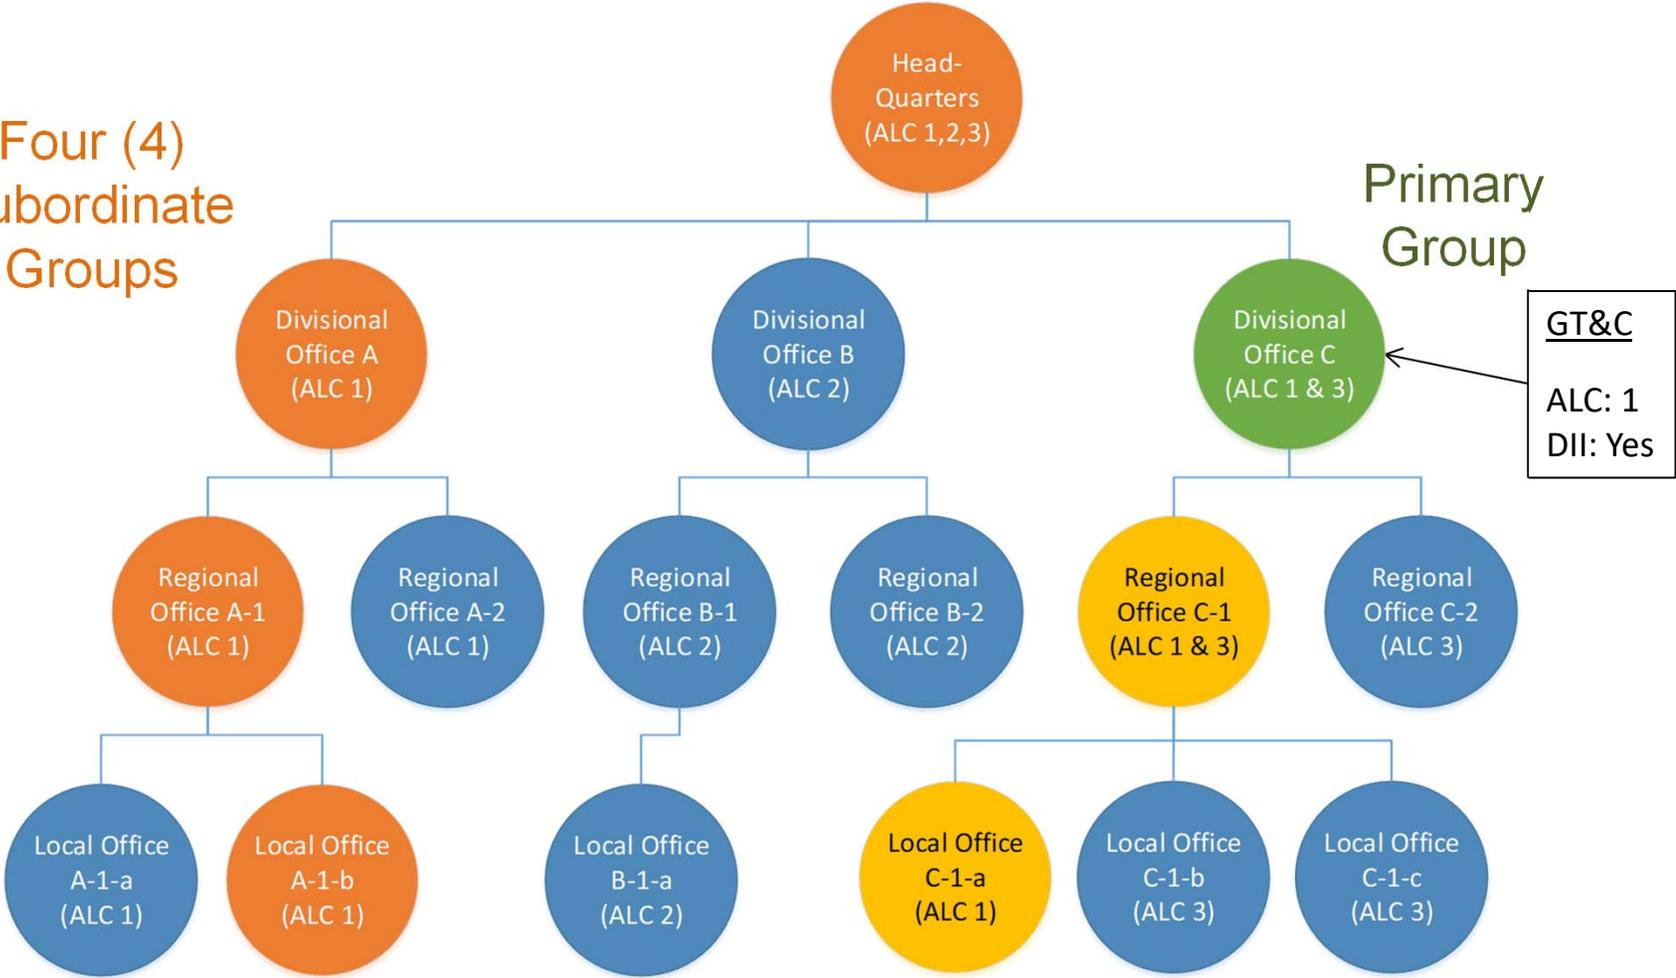 Head-
Quarters
(ALC 1,2,3)
Four (4)
ubordinate
Groups
Primary
Group
GT&C
ALC: 1
DII: Yes
Divisional
Office A
(ALC 1)
Divisional
Office B
(ALC 2)
Divisional
Office C
(ALC 1 & 3)
Regional
Office A-1
(ALC 1)
Regional
Office A-2
(ALC 1)
Regional
Office B-1
(ALC 2)
Regional
Office B-2
(ALC 2)
Regional
Office C-1
(ALC 1 & 3)
Regional
Office C-2
(ALC 3)
Local Office
A-1-a
(ALC 1)
Local Office
A-1-b
(ALC 1)
Local Office
B-1-a
(ALC 2)
Local Office
C-1-a
(ALC 1)
Local Office
C-1-b
(ALC 3)
Local Office
C-1-c
(ALC 3)